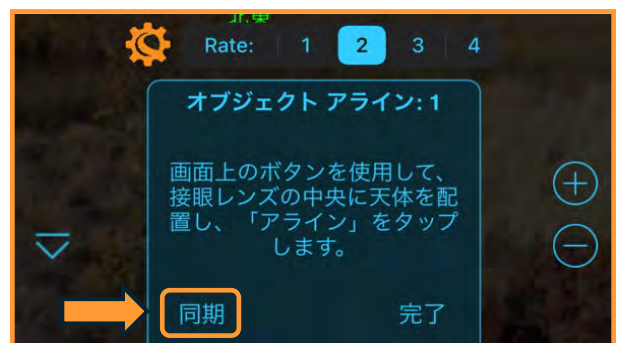 Jr.東
Rate: 1 2 3 4
オブジェクト アライン: 1
画面上のボタンを使用して、
接眼レンズの中央に天体を配
置し、「アライン」をタップ
します。
同期 完了